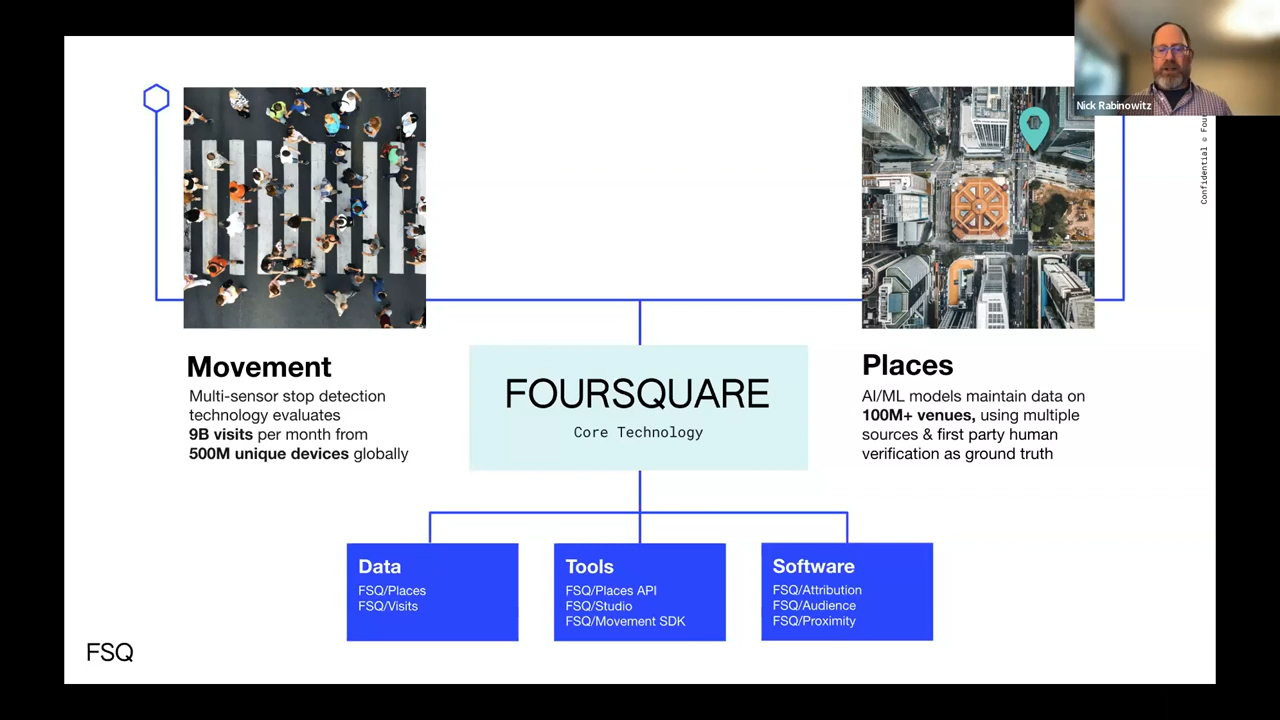 Nick Rabinowitz
Confidential © Four
Movement
Multi-sensor stop detection
technology evaluates
9B visits per month from
500M unique devices globally
FOURSQUARE
Core Technology
Places
AI/ML models maintain data on
100M+ venues, using multiple
sources & first party human
verification as ground truth
Data
FSQ/Places
FSQ/Visits
Tools
FSQ/Places API
FSQ/Studio
FSQ/Movement SDK
Software
FSQ/Attribution
FSQ/Audience
FSQ/Proximity
FSQ